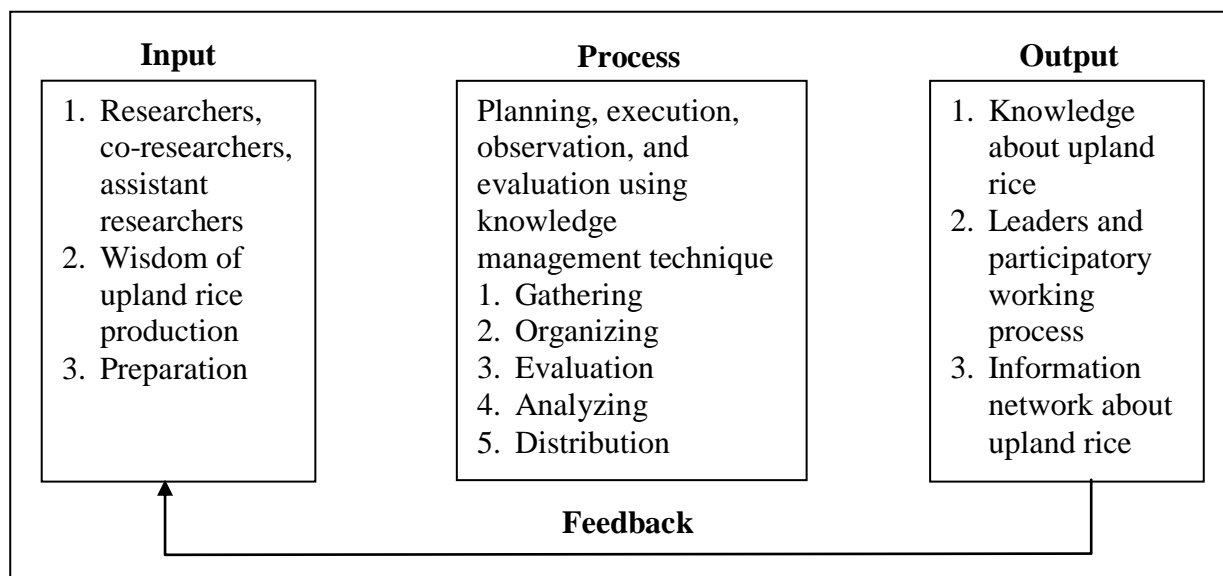 Input
1. Researchers,
co-researchers,
assistant
researchers
2. Wisdom of
upland rice
production
3. Preparation
Process
Planning, execution,
observation, and
evaluation using
knowledge
management technique
1. Gathering
2. Organizing
3. Evaluation
4. Analyzing
5. Distribution
Output
1. Knowledge
about upland
rice
2. Leaders and
participatory
working
process
3. Information
network about
upland rice
Feedback